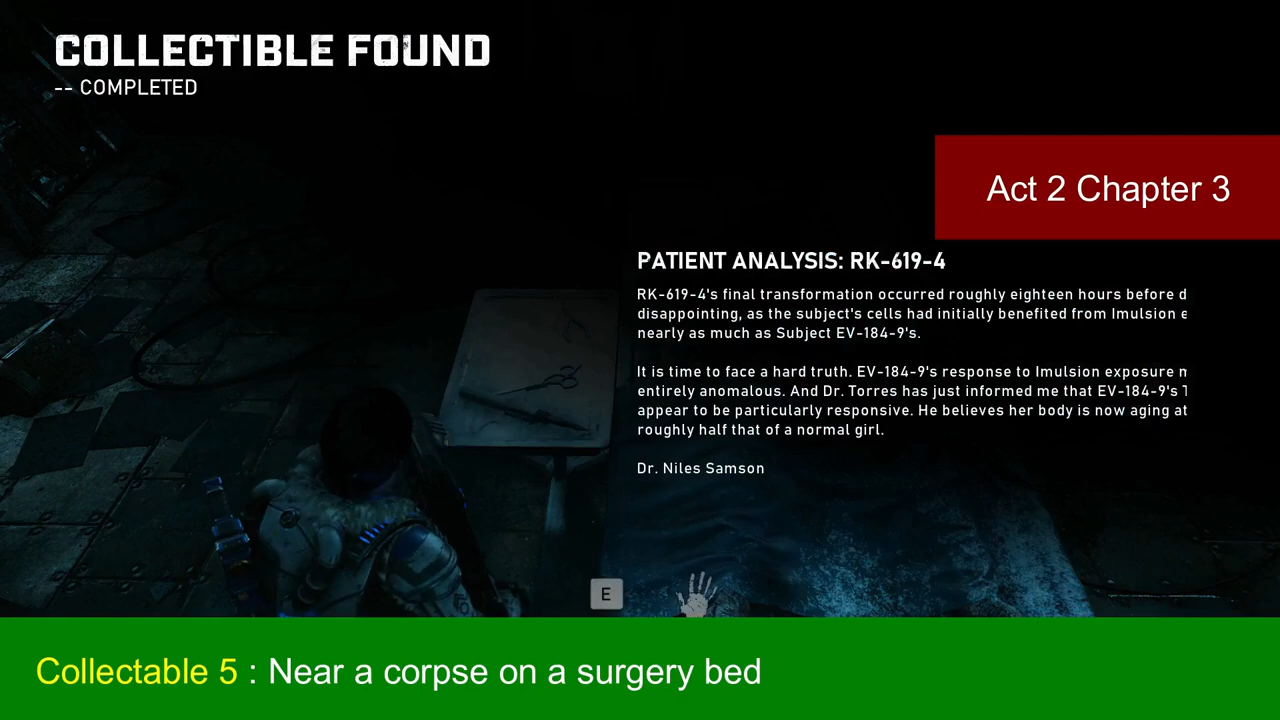 COLLECTIBLE FOUND
-- COMPLETED
Act 2 Chapter 3
PATIENT ANALYSIS: RK-619-4
RK-619-4's final transformation occurred roughly eighteen hours before d
disappointing, as the subject's cells had initially benefited from Imulsion e
nearly as much as Subject EV-184-9's.
It is time to face a hard truth. EV-184-9's response to Imulsion exposure m
entirely anomalous. And Dr. Torres has just informed me that EV-184-9's
appear to be particularly responsive. He believes her body is now aging at
roughly half that of a normal girl.
Dr. Niles Samson
E
Collectable 5 : Near a corpse on a surgery bed